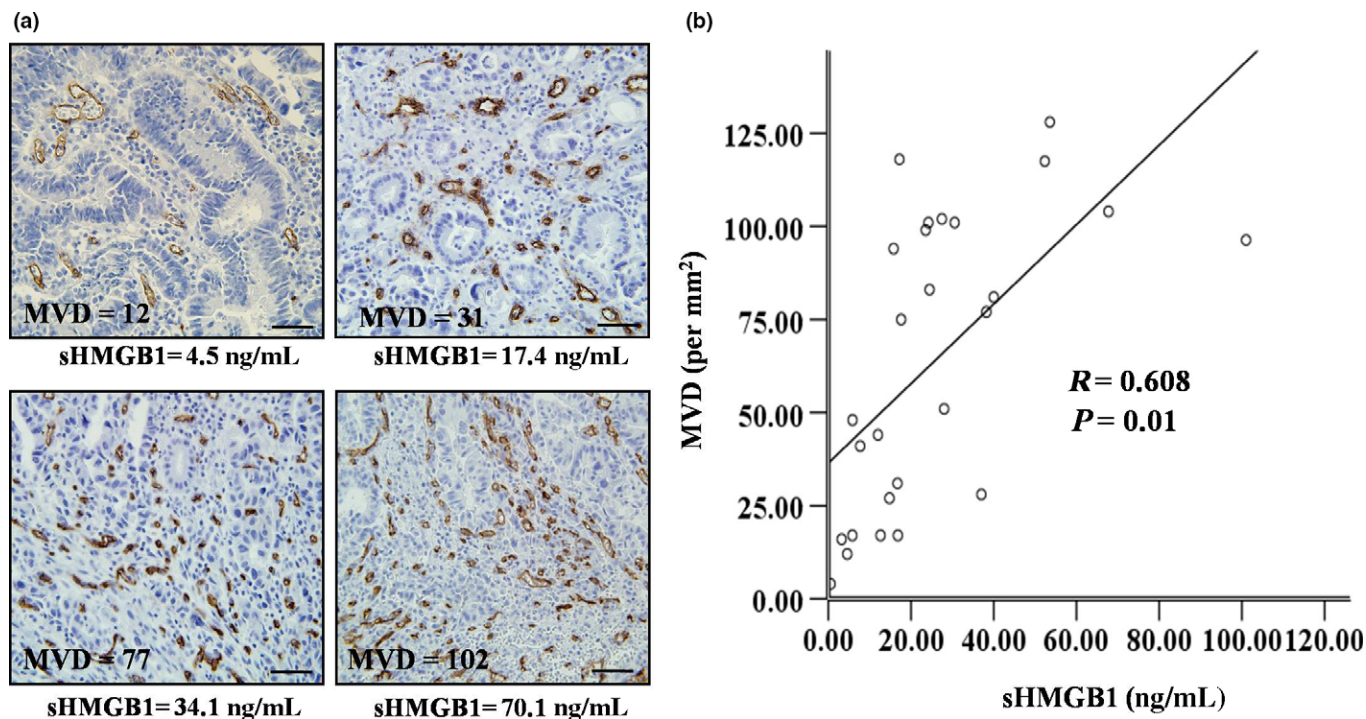 (a)
MVD = 12
MVD = 31
sHMGB1= 4.5 ng/mL
sHMGB1= 17.4 ng/mL
MVD = 77
MVD = 102
sHMGB1= 34.1 ng/mL
sHMGB1= 70.1 ng/mL
(b)
MVD (per mm²)
125.00
100.00
75.00
50.00
25.00
0.00
R = 0.608
P = 0.01
0.00 20.00 40.00 60.00 80.00 100.00 120.00
sHMGB1 (ng/mL)